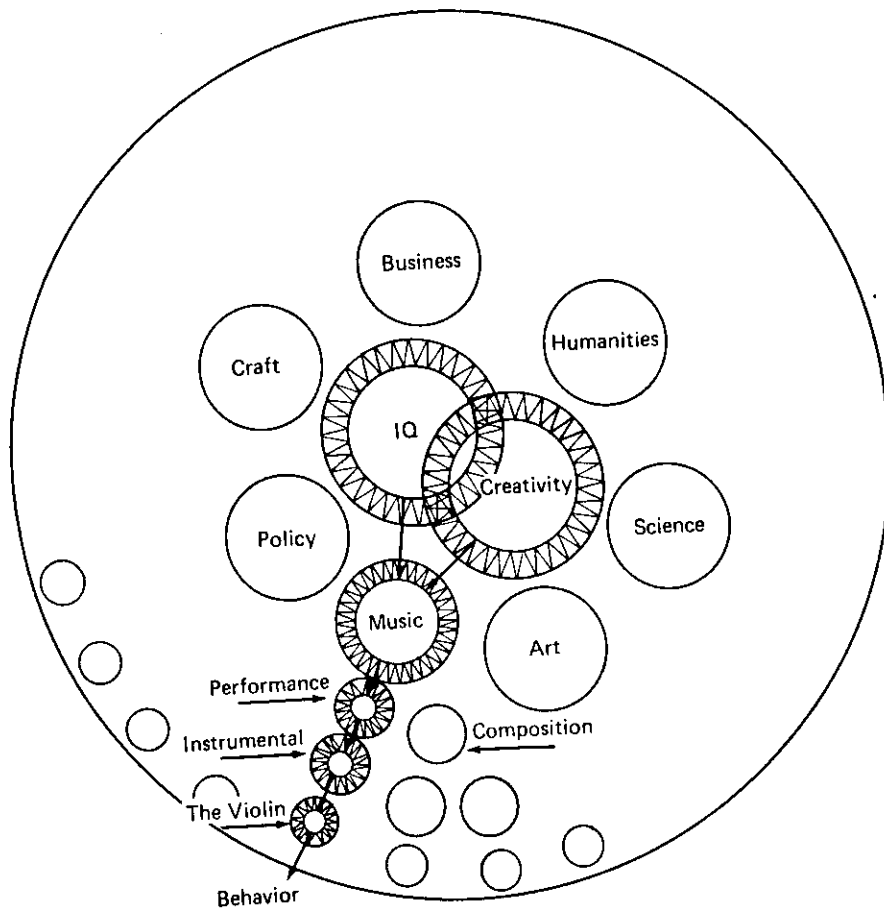 Business
Humanities
Craft
IQ
Creativity
Science
Policy
Music
Art
Performance
Composition
Instrumental
The Violin
Behavior